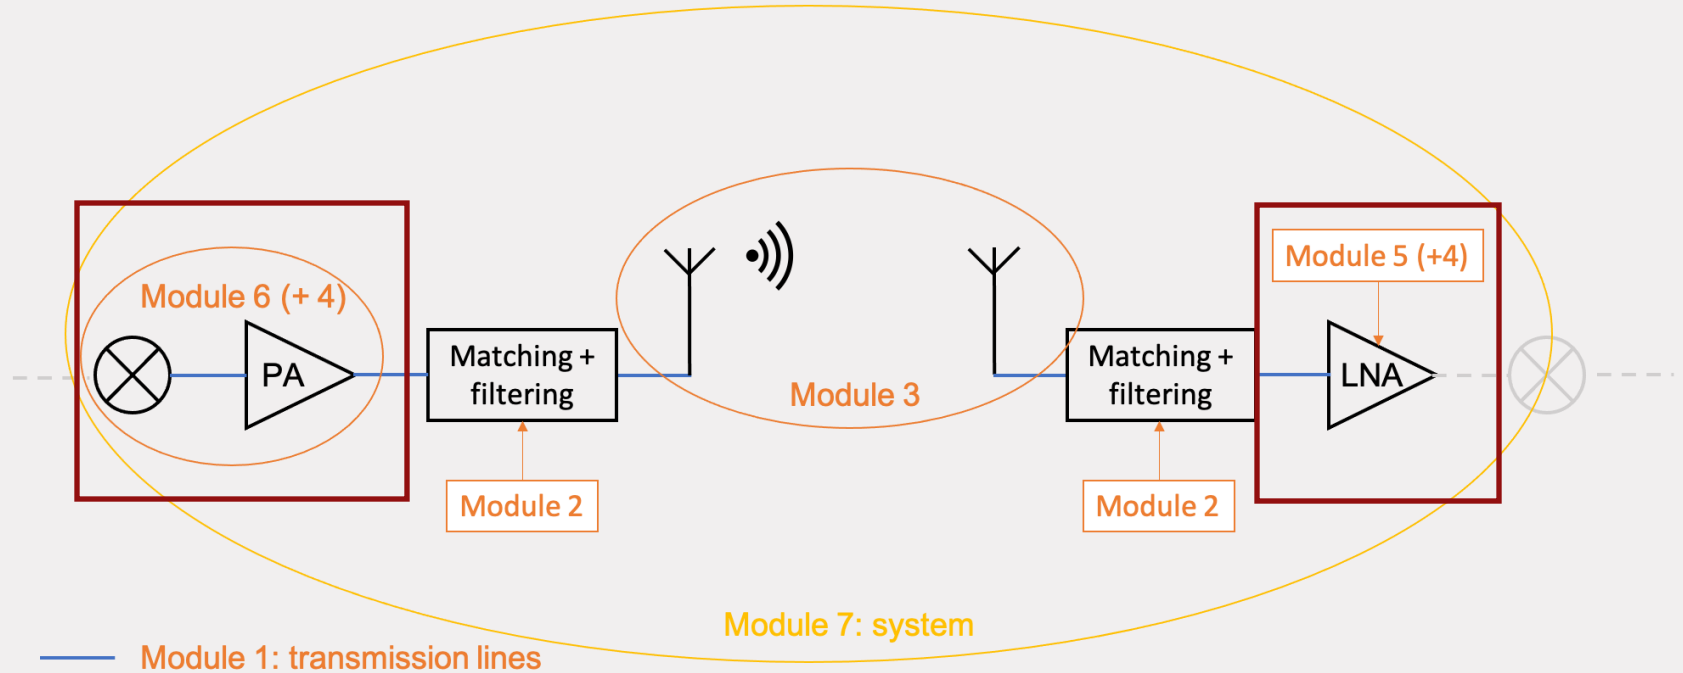 Module 6 (+ 4)
PA
Matching +
filtering
Module 2
Module 3
Matching +
filtering
Module 2
Module 5 (+4)
LNA
Module 7: system
Module 1: transmission lines